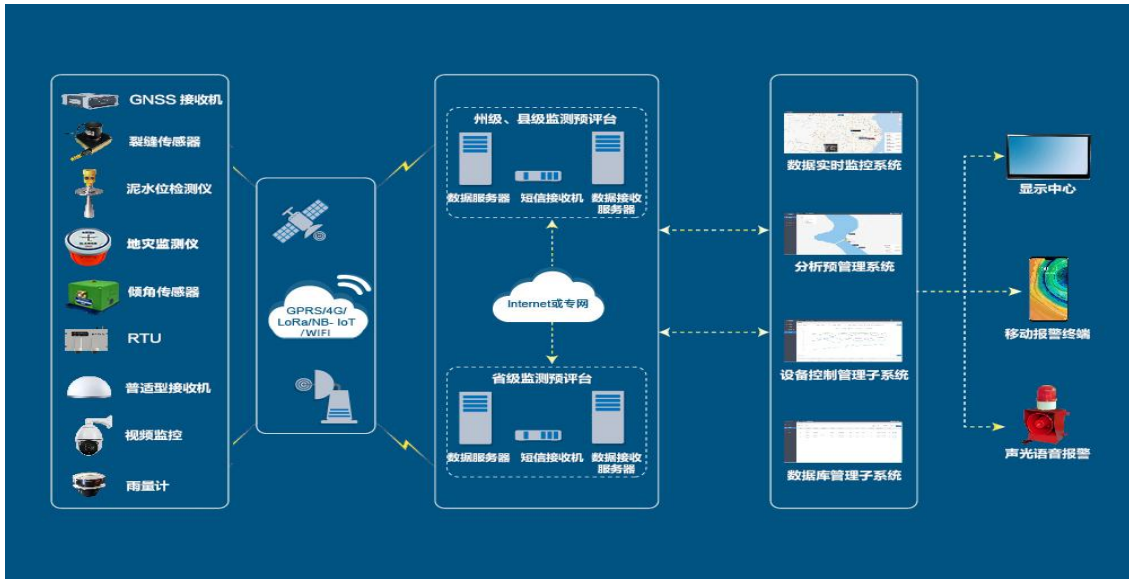 GNSS 接收机
裂缝传感器
泥水位检测仪
地灾监测仪
倾角传感器
RTU
普适型接收机
视频监控
雨量计
GPRS/4G/
LoRa/NB- IoT
/WIFI
州级、县级监测预评台
数据服务器
短信接收机
数据接收
服务器
Internet或专网
省级监测预评台
数据服务器
短信接收机
数据接收
服务器
数据实时监控系统
分析预管理系统
设备控制管理子系统
数据库管理子系统
显示中心
移动报警终端
声光语音报警